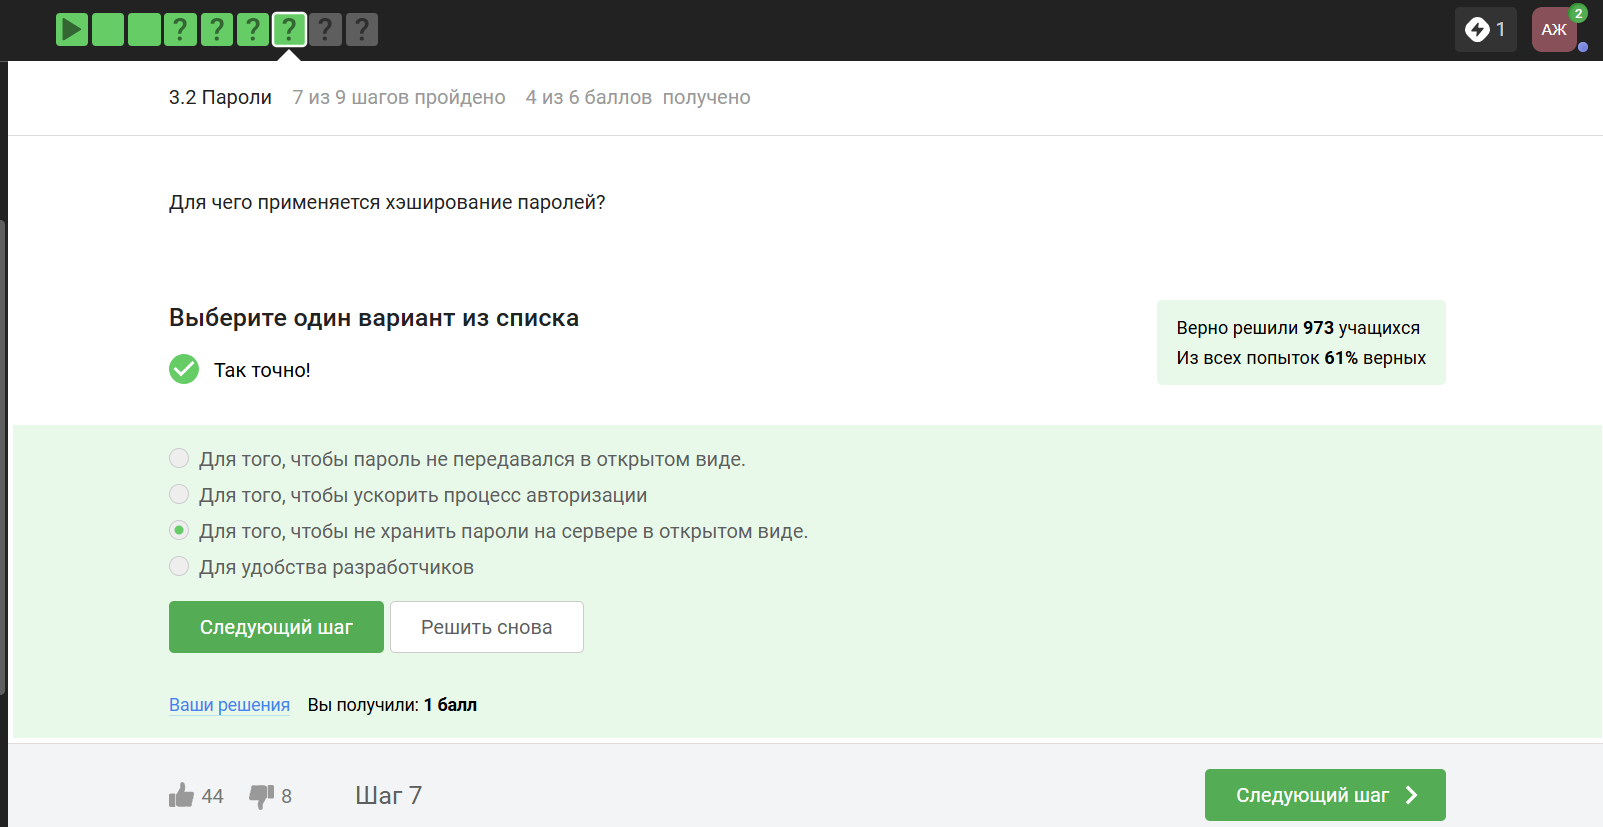 ? ? ? ? ? ?
1
АЖ
2
3.2 Пароли 7 из 9 шагов пройдено 4 из 6 баллов получено
Для чего применяется хэширование паролей?
Выберите один вариант из списка
Так точно!
Верно решили 973 учащихся
Из всех попыток 61% верных
Для того, чтобы пароль не передавался в открытом виде.
Для того, чтобы ускорить процесс авторизации
Для того, чтобы не хранить пароли на сервере в открытом виде.
Для удобства разработчиков
Следующий шаг
Решить снова
Ваши решения Вы получили: 1 балл
44 8 Шаг 7
Следующий шаг